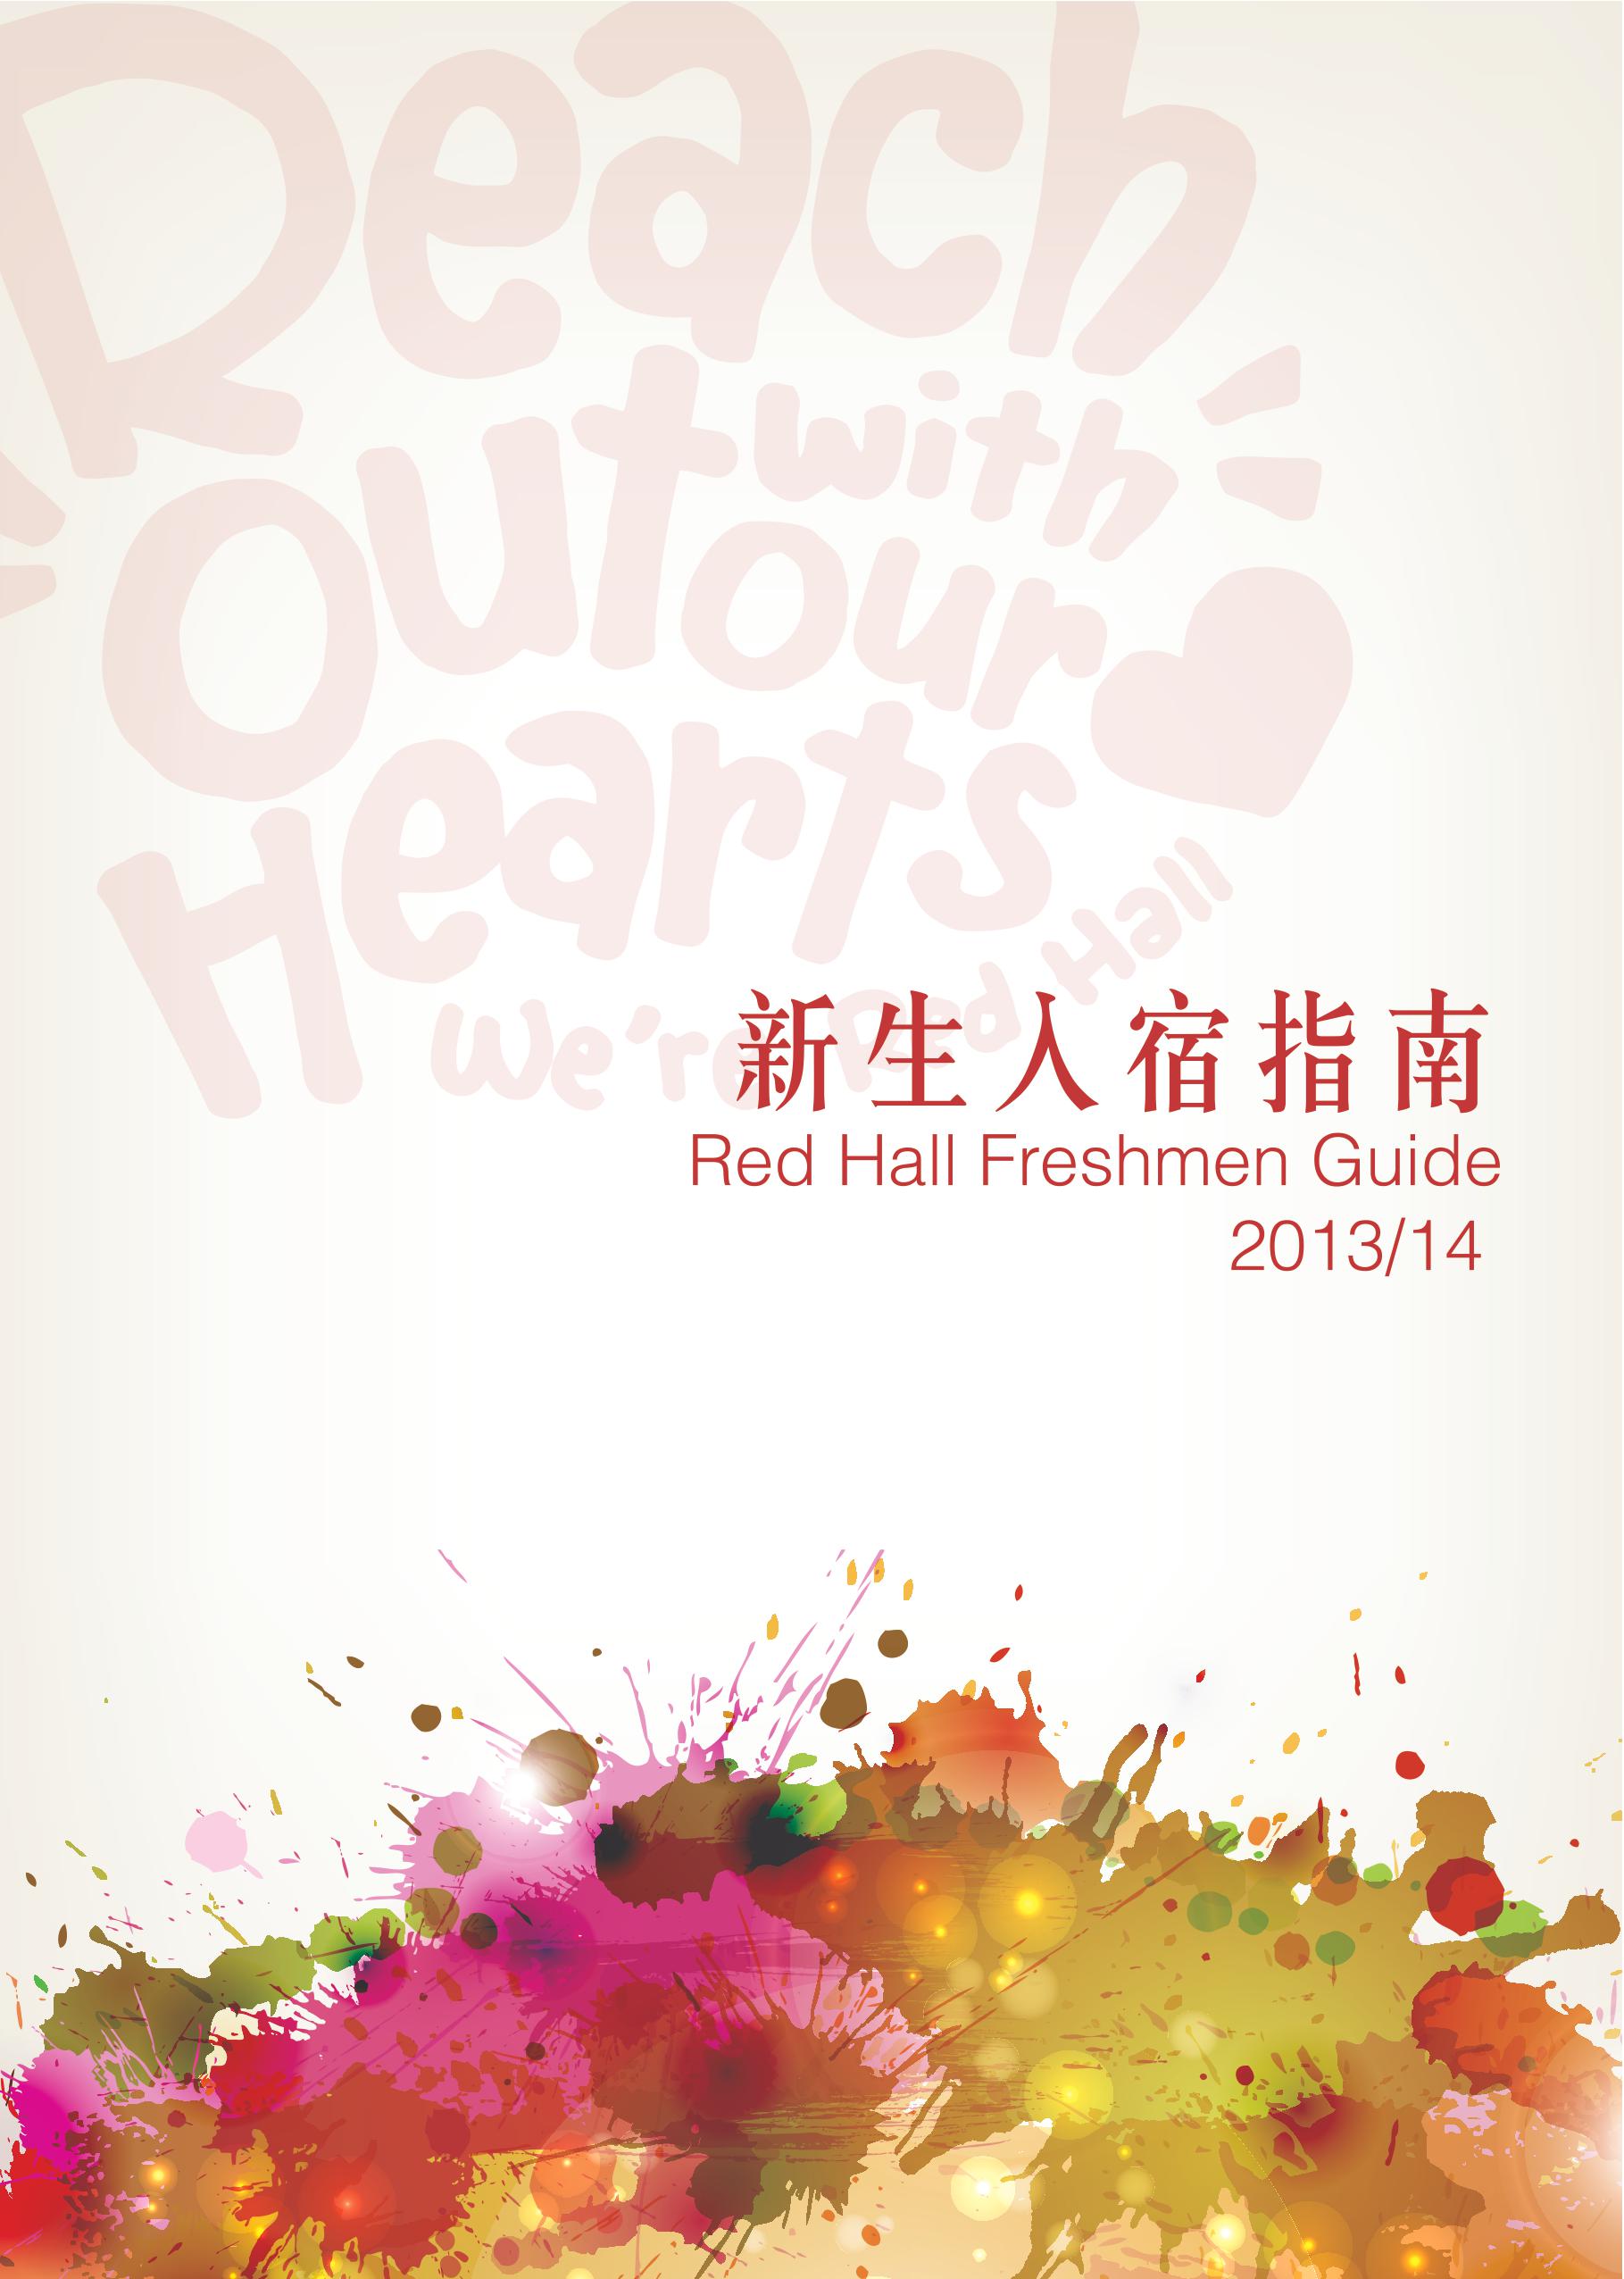 Reach
Out with
our
Hearts
We're Red Hall
新生入宿指南
Red Hall Freshmen Guide
2013/14